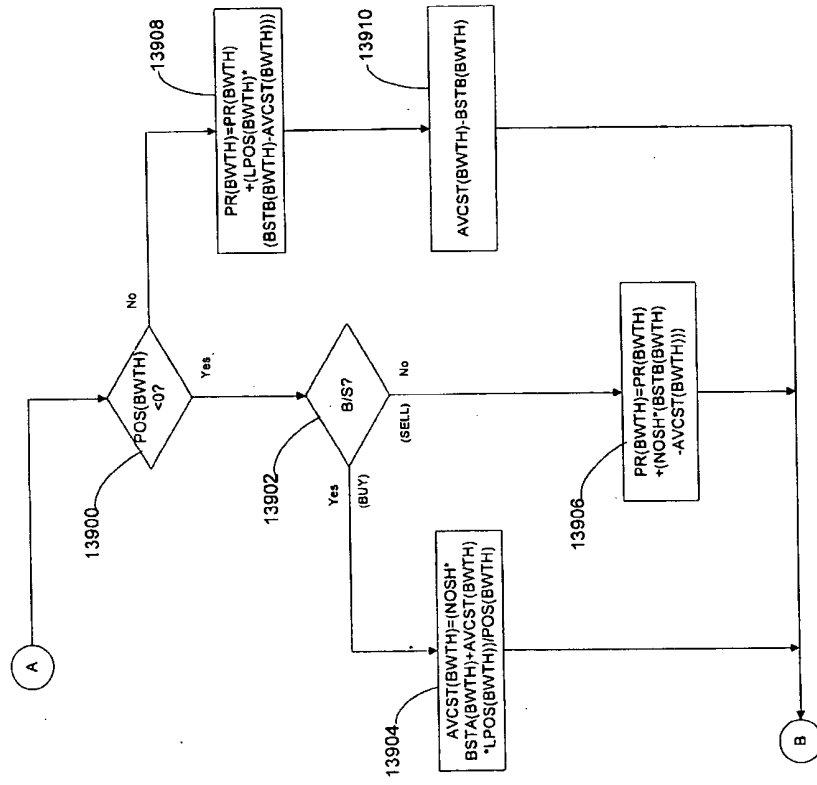 A
13900
POS(BWTH)
<0?
No
13908
PR(BWTH)=PR(BWTH)
+(LPOS(BWTH)*
(BSTB(BWTH)-AVCST(BWTH)))
Yes
13902
B/S?
13910
AVCST(BWTH)-BSTB(BWTH)
Yes
(BUY)
No
(SELL)
13904
AVCST(BWTH)=(NOSH*
BSTA(BWTH)+AVCST(BWTH)
*LPOS(BWTH))/POS(BWTH)
13906
PR(BWTH)=PR(BWTH)
+(NOSH*(BSTB(BWTH)
-AVCST(BWTH)))
B